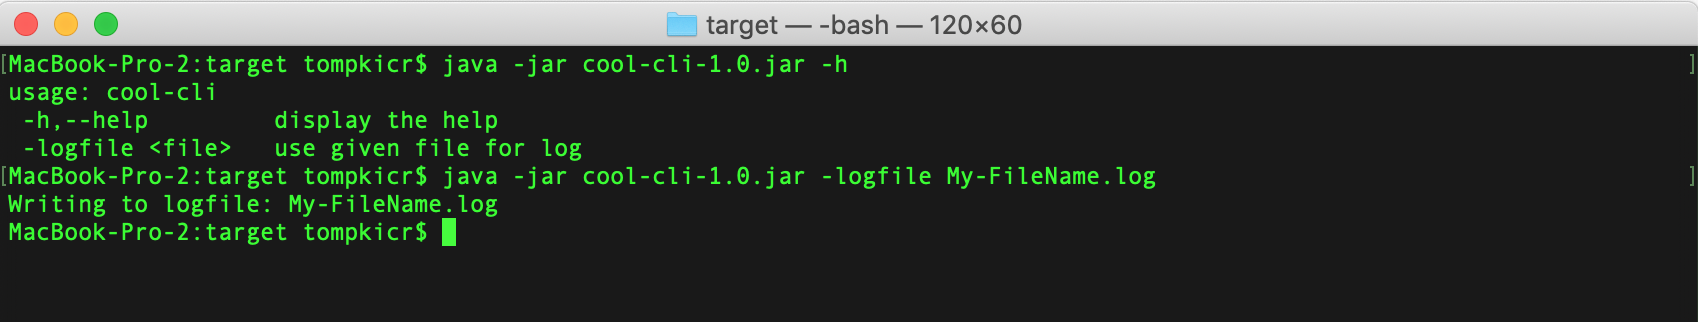 target — -bash — 120×60
[MacBook-Pro-2:target tompkicr$ java -jar cool-cli-1.0.jar -h ]
usage: cool-cli
 -h,--help         display the help
 -logfile <file>   use given file for log
[MacBook-Pro-2:target tompkicr$ java -jar cool-cli-1.0.jar -logfile My-FileName.log ]
Writing to logfile: My-FileName.log
MacBook-Pro-2:target tompkicr$